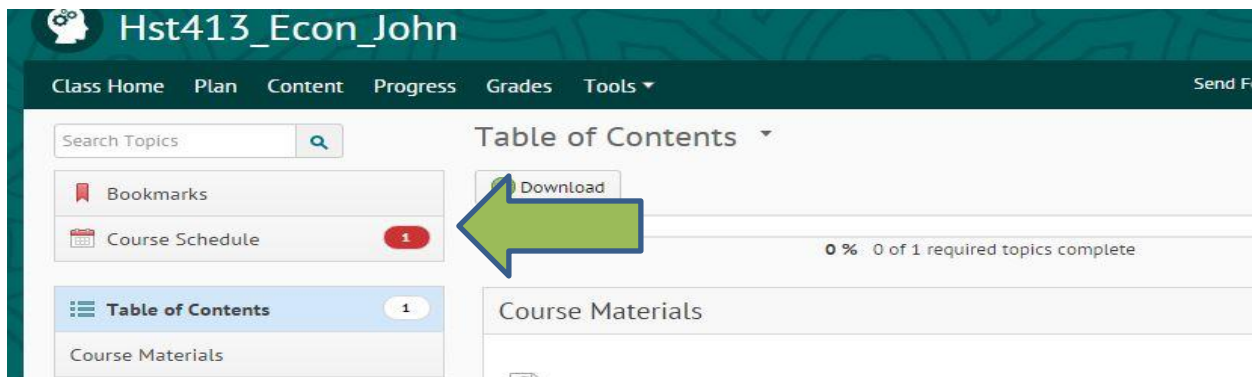 Hst413_Econ_John
Class Home Plan Content Progress Grades Tools Send
Search Topics
Table of Contents
Bookmarks
Download
Course Schedule 1
0 % 0 of 1 required topics complete
Table of Contents 1
Course Materials
Course Materials